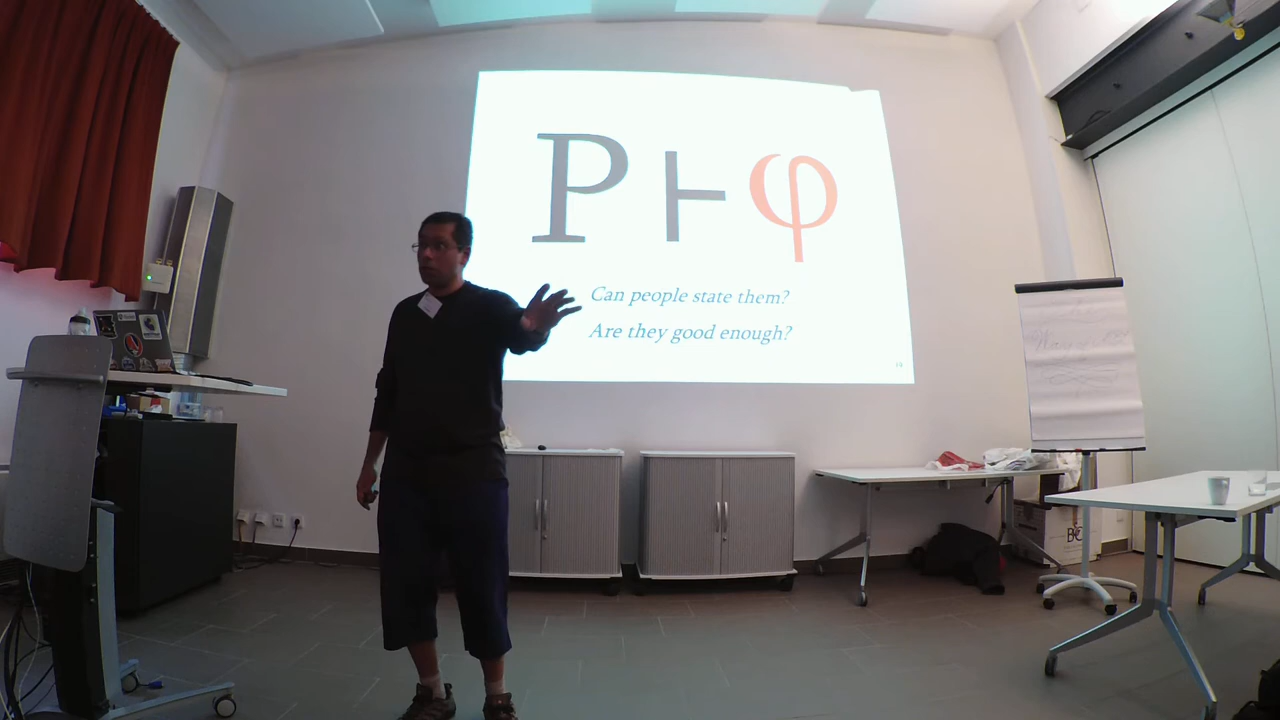 P ⊢ φ
Can people state them?
Are they good enough?